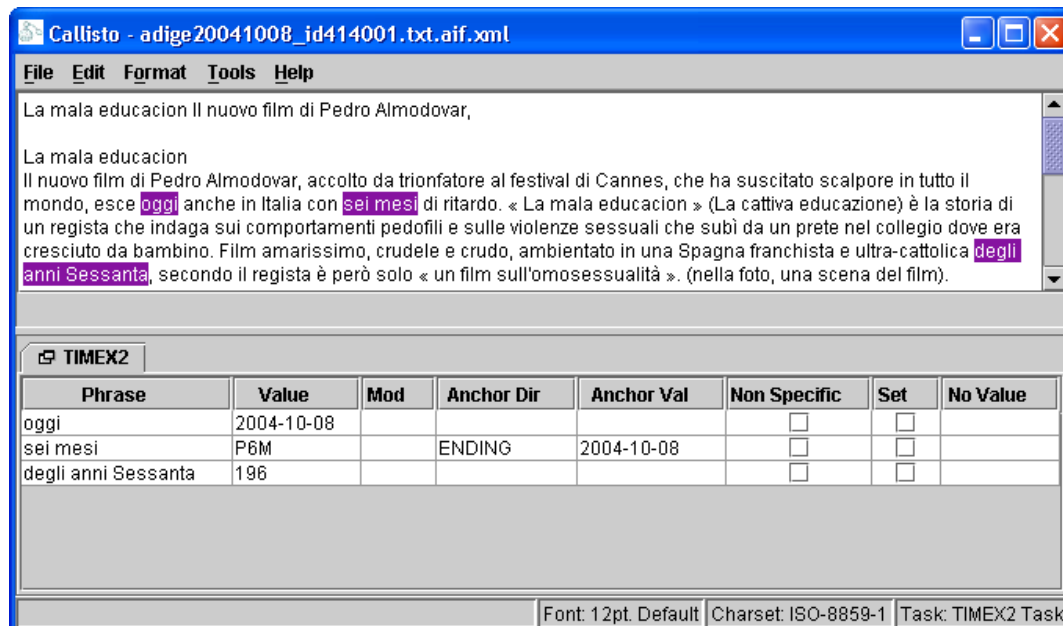 Callisto - adige20041008_id414001.txt.aif.xml
File Edit Format Tools Help
La mala educacion Il nuovo film di Pedro Almodovar,
La mala educacion
Il nuovo film di Pedro Almodovar, accolto da trionfatore al festival di Cannes, che ha suscitato scalpore in tutto il
mondo, esce oggi anche in Italia con sei mesi di ritardo. « La mala educacion » (La cattiva educazione) è la storia di
un regista che indaga sui comportamenti pedofili e sulle violenze sessuali che subì da un prete nel collegio dove era
cresciuto da bambino. Film amarissimo, crudele e crudo, ambientato in una Spagna franchista e ultra-cattolica degli
anni Sessanta, secondo il regista è però solo « un film sull'omosessualità ». (nella foto, una scena del film).
TIMEX2
Phrase Value Mod Anchor Dir Anchor Val Non Specific Set No Value
oggi 2004-10-08
sei mesi P6M ENDING 2004-10-08
degli anni Sessanta 196
Font: 12pt. Default Charset: ISO-8859-1 Task: TIMEX2 Task